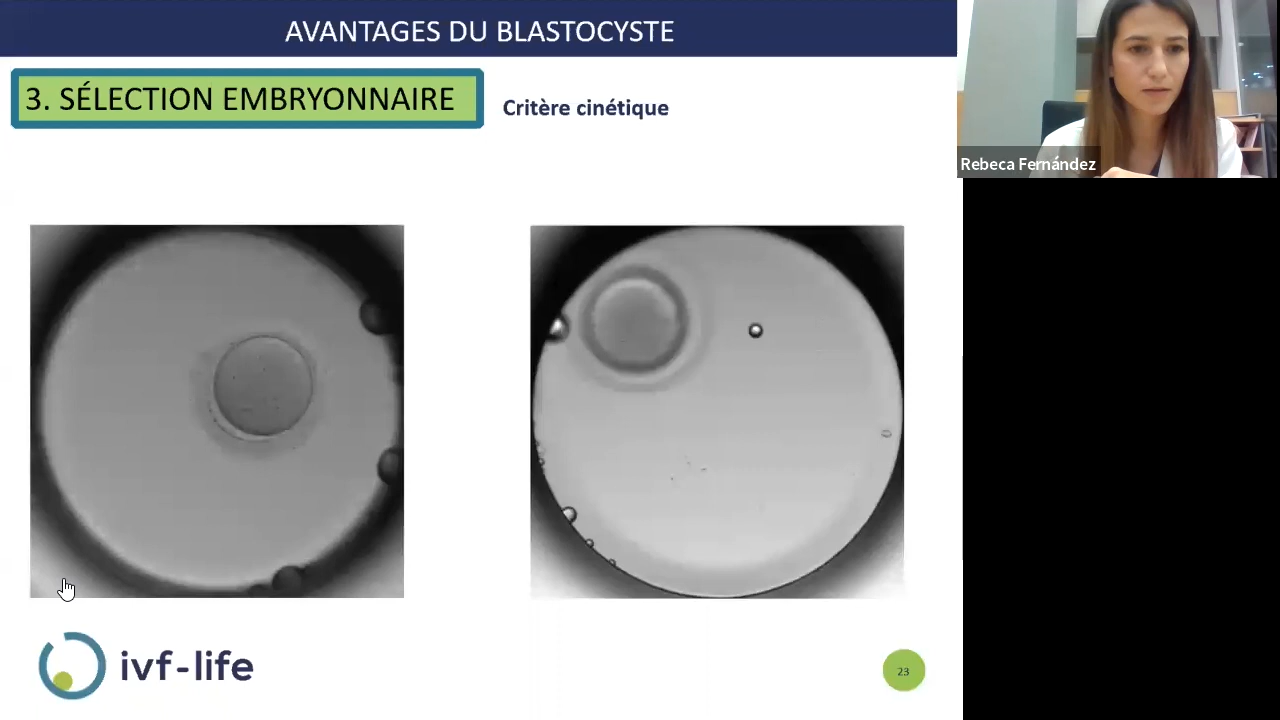 AVANTAGES DU BLASTOCYSTE
3. SÉLECTION EMBRYONNAIRE
Critère cinétique
Rebeca Fernández
ivf-life
23